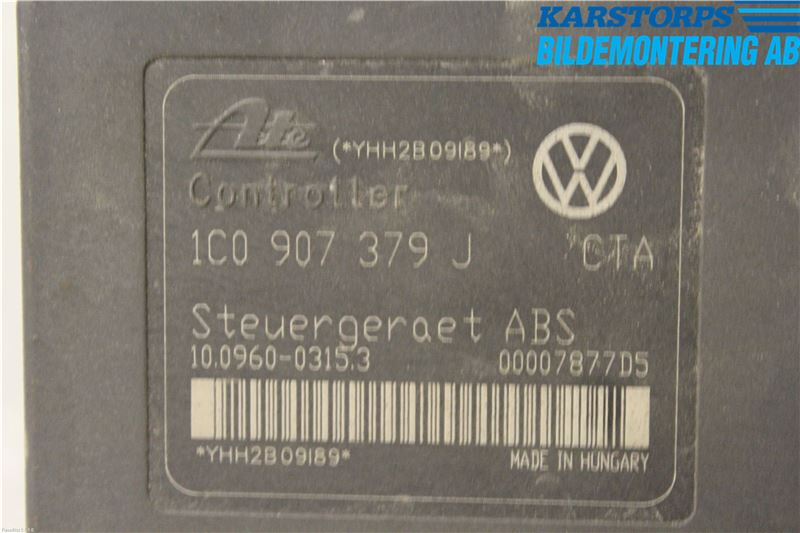 KARSTORPS
BILDEMONTERING AB
Ate
(*YHH2B09189*)
Controller
1C0 907 379 J CTA
Steuergeraet ABS
10.0960-0315.3 00007877D5
*YHH2B09189*
MADE IN HUNGARY